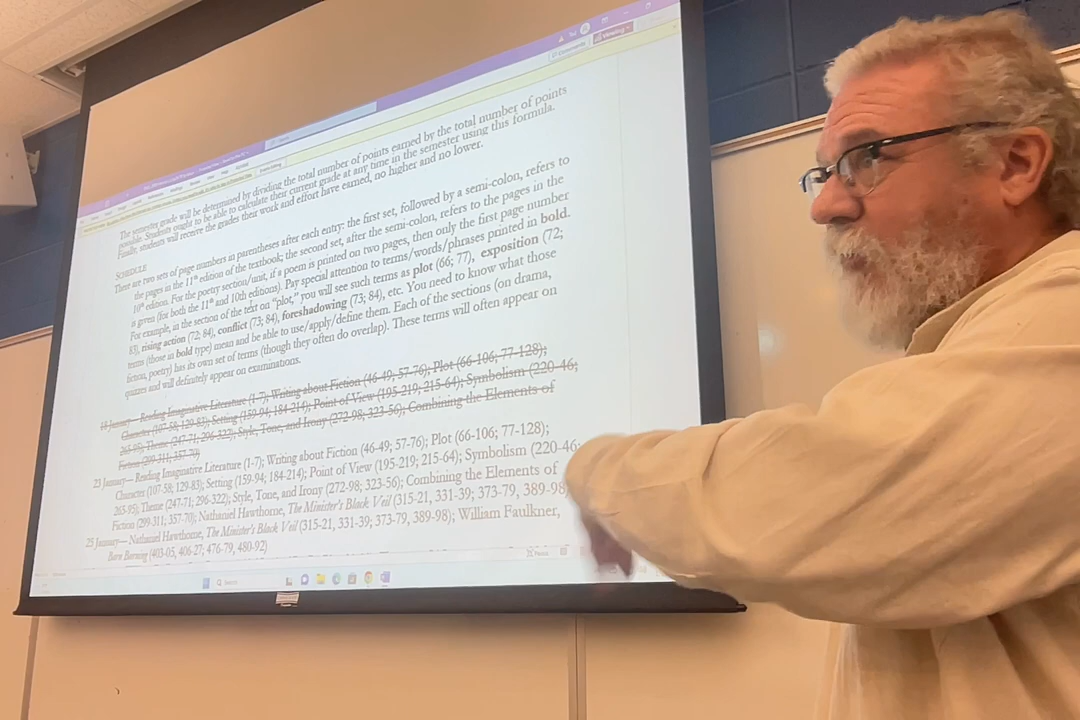 Comments
Viewing
The semester grade will be determined by dividing the total number of points earned by the total number of points
possible. Students ought to be able to calculate their current grade at any time in the semester using this formula.
Finally, students will receive the grades their work and effort have earned, no higher and no lower.
SCHEDULE
There are two sets of page numbers in parentheses after each entry: the first set, followed by a semi-colon, refers to
the pages in the 11th edition of the textbook; the second set, after the semi-colon, refers to the pages in the
10th edition. For the poetry section/unit, if a poem is printed on two pages, then only the first page number
is given (for both the 11th and 10th editions). Pay special attention to terms/words/phrases printed in bold.
For example, in the section of the text on "plot," you will see such terms as plot (66; 77), exposition (72;
83), rising action (72; 84), conflict (73; 84), foreshadowing (73; 84), etc. You need to know what those
terms (those in bold type) mean and be able to use/apply/define them. Each of the sections (on drama,
fiction, poetry) has its own set of terms (though they often do overlap). These terms will often appear on
quizzes and will definitely appear on examinations.
18 January—Reading Imaginative Literature (1-7); Writing about Fiction (46-49; 57-76); Plot (66-106; 77-128);
Character (107-58; 129-83); Setting (159-94; 184-214); Point of View (195-219; 215-64); Symbolism (220-46;
265-95); Theme (247-71; 296-322); Style, Tone, and Irony (272-98; 323-56); Combining the Elements of
Fiction (299-311; 357-70)
23 January—Reading Imaginative Literature (1-7); Writing about Fiction (46-49; 57-76); Plot (66-106; 77-128);
Character (107-58; 129-83); Setting (159-94; 184-214); Point of View (195-219; 215-64); Symbolism (220-46;
265-95); Theme (247-71; 296-322); Style, Tone, and Irony (272-98; 323-56); Combining the Elements of
Fiction (299-311; 357-70); Nathaniel Hawthorne, The Minister's Black Veil (315-21, 331-39; 373-79, 389-98)
25 January— Nathaniel Hawthorne, The Minister's Black Veil (315-21, 331-39; 373-79, 389-98); William Faulkner,
Barn Burning (403-05, 406-27; 476-79, 480-92)
Search